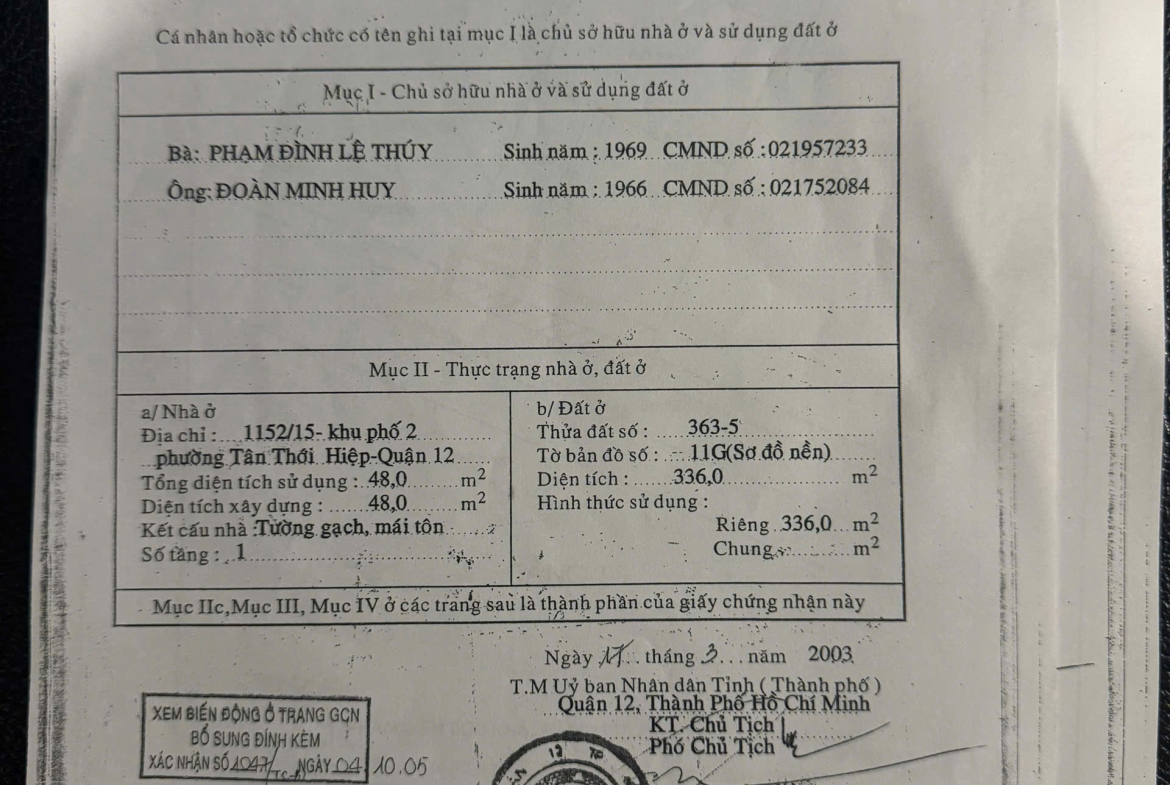 Cá nhân hoặc tổ chức có tên ghi tại mục I là chủ sở hữu nhà ở và sử dụng đất ở
Mục I - Chủ sở hữu nhà ở và sử dụng đất ở
Bà: PHẠM ĐÌNH LỆ THÚY Sinh năm : 1969 CMND số : 021957233
Ông: ĐOÀN MINH HUY Sinh năm : 1966 CMND số : 021752084
Mục II - Thực trạng nhà ở, đất ở
a/ Nhà ở
Địa chỉ : 1152/15- khu phố 2
phường Tân Thới Hiệp-Quận 12
Tổng diện tích sử dụng : 48,0 m2
Diện tích xây dựng : 48,0 m2
Kết cấu nhà : Tường gạch, mái tôn
Số tầng : 1
b/ Đất ở
Thửa đất số : 363-5
Tờ bản đồ số : 11G(Sơ đồ nền)
Diện tích : 336,0 m2
Hình thức sử dụng :
Riêng 336,0 m2
Chung m2
Mục IIc,Mục III, Mục IV ở các trang sau là thành phần của giấy chứng nhận này
Ngày 17 tháng 3 năm 2003
T.M Uỷ ban Nhân dân Tỉnh ( Thành phố )
Quận 12, Thành Phố Hồ Chí Minh
KT. Chủ Tịch
Phó Chủ Tịch
XEM BIẾN ĐỘNG Ở TRANG GCN
BỔ SUNG ĐÍNH KÈM
XÁC NHẬN SỐ 1047 NGÀY 04 10.05
12 TP